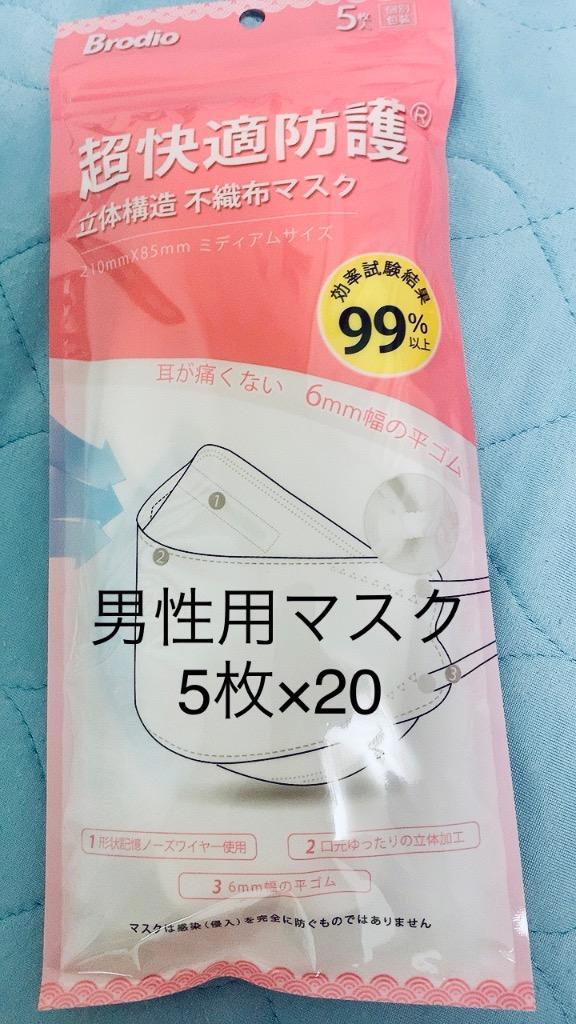 Brodio
5枚入
個別
包装
超快適防護®
立体構造 不織布マスク
210mmX85mm ミディアムサイズ
効率試験結果
99%
以上
耳が痛くない 6mm幅の平ゴム
1
2
男性用マスク
5枚×20
3
1 形状記憶ノーズワイヤー使用
2 口元ゆったりの立体加工
3 6mm幅の平ゴム
マスクは感染(侵入)を完全に防ぐものではありません